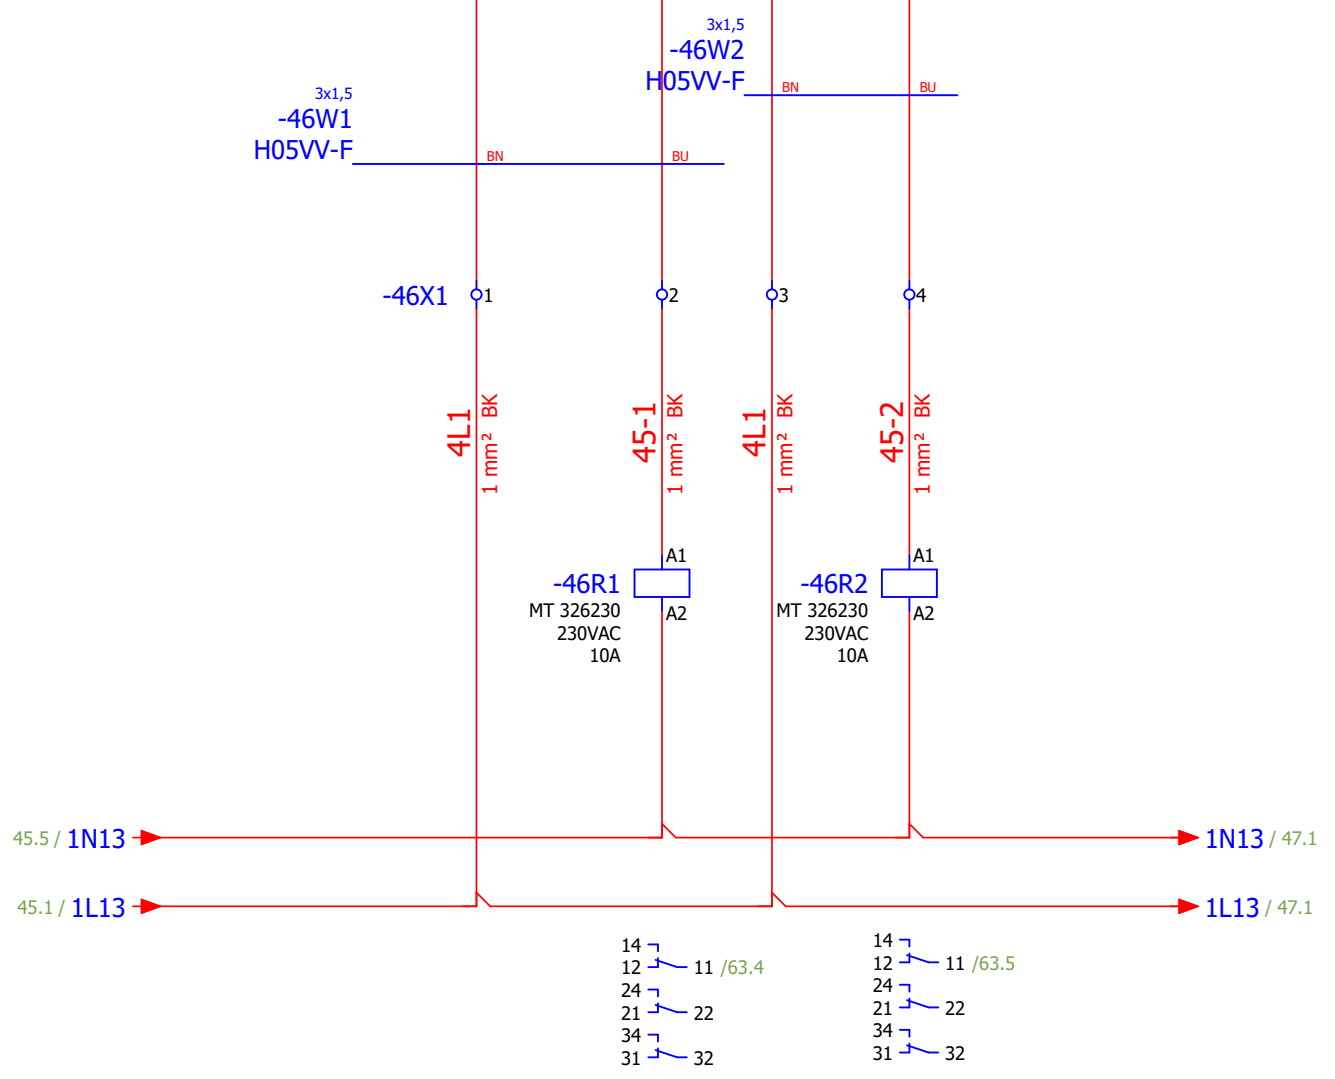 3x1,5
-46W2
H05VV-F
BN
BU
3x1,5
-46W1
H05VV-F
BN
BU
-46X1
1
2
3
4
4L1
1 mm² BK
45-1
1 mm² BK
4L1
1 mm² BK
45-2
1 mm² BK
A1
-46R1
MT 326230
A2
230VAC
10A
A1
-46R2
MT 326230
A2
230VAC
10A
45.5 / 1N13
1N13 / 47.1
45.1 / 1L13
1L13 / 47.1
14
12 11 /63.4
24
21 22
34
31 32
14
12 11 /63.5
24
21 22
34
31 32